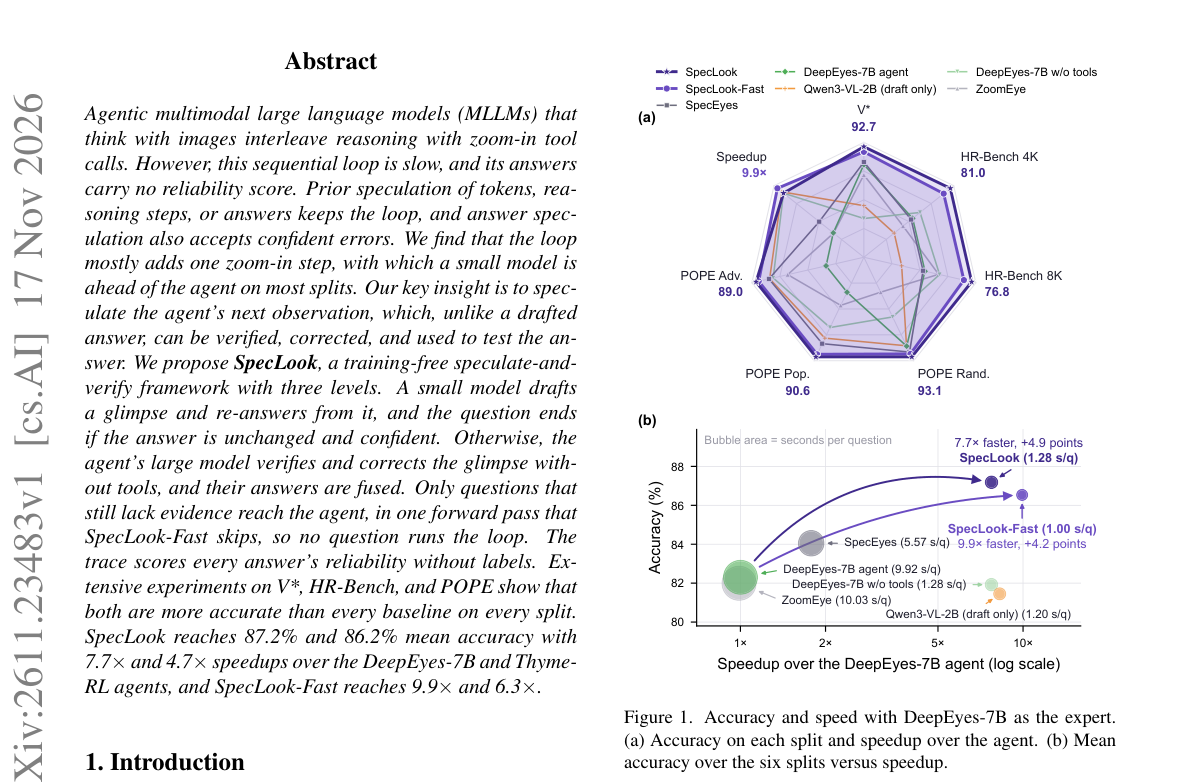 Xiv:2611.23483v1 [cs.AI] 17 Nov 2026
Abstract
Agentic multimodal large language models (MLLMs) that
think with images interleave reasoning with zoom-in tool
calls. However, this sequential loop is slow, and its answers
carry no reliability score. Prior speculation of tokens, rea-
soning steps, or answers keeps the loop, and answer spec-
ulation also accepts confident errors. We find that the loop
mostly adds one zoom-in step, with which a small model is
ahead of the agent on most splits. Our key insight is to spec-
ulate the agent's next observation, which, unlike a drafted
answer, can be verified, corrected, and used to test the an-
swer. We propose SpecLook, a training-free speculate-and-
verify framework with three levels. A small model drafts
a glimpse and re-answers from it, and the question ends
if the answer is unchanged and confident. Otherwise, the
agent's large model verifies and corrects the glimpse with-
out tools, and their answers are fused. Only questions that
still lack evidence reach the agent, in one forward pass that
SpecLook-Fast skips, so no question runs the loop. The
trace scores every answer's reliability without labels. Ex-
tensive experiments on V*, HR-Bench, and POPE show that
both are more accurate than every baseline on every split.
SpecLook reaches 87.2% and 86.2% mean accuracy with
7.7× and 4.7× speedups over the DeepEyes-7B and Thyme-
RL agents, and SpecLook-Fast reaches 9.9× and 6.3×.
1. Introduction
SpecLook
SpecLook-Fast
SpecEyes
DeepEyes-7B agent
Qwen3-VL-2B (draft only)
DeepEyes-7B w/o tools
ZoomEye
(a)
V*
92.7
HR-Bench 4K
81.0
HR-Bench 8K
76.8
POPE Rand.
93.1
POPE Pop.
90.6
POPE Adv.
89.0
Speedup
9.9×
(b)
Bubble area = seconds per question
7.7× faster, +4.9 points
SpecLook (1.28 s/q)
SpecLook-Fast (1.00 s/q)
9.9× faster, +4.2 points
SpecEyes (5.57 s/q)
DeepEyes-7B agent (9.92 s/q)
DeepEyes-7B w/o tools (1.28 s/q)
ZoomEye (10.03 s/q)
Qwen3-VL-2B (draft only) (1.20 s/q)
Accuracy (%)
88
86
84
82
80
1×
2×
5×
10×
Speedup over the DeepEyes-7B agent (log scale)
Figure 1. Accuracy and speed with DeepEyes-7B as the expert.
(a) Accuracy on each split and speedup over the agent. (b) Mean
accuracy over the six splits versus speedup.